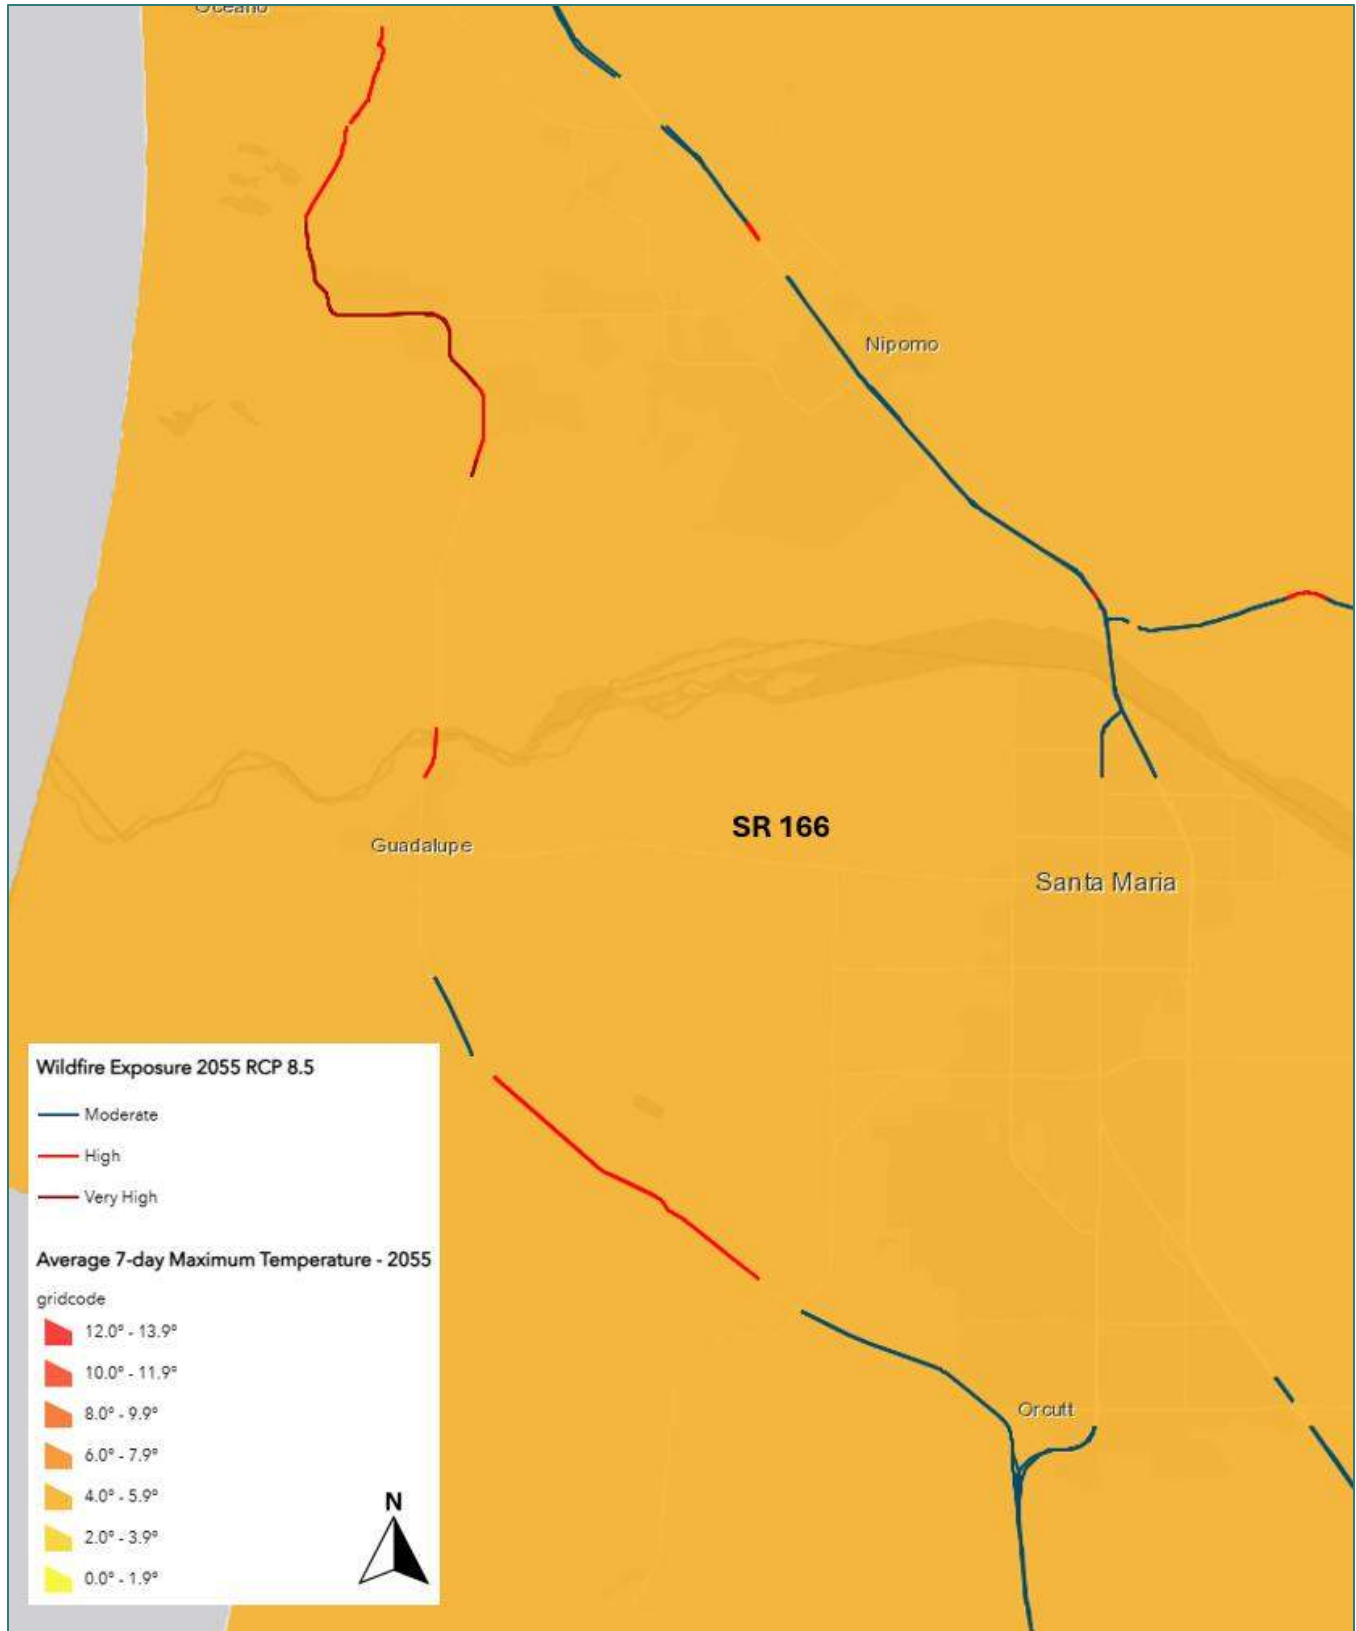 Oceano
Nipomo
SR 166
Guadalupe
Santa Maria
Orcutt
Wildfire Exposure 2055 RCP 8.5
Moderate
High
Very High
Average 7-day Maximum Temperature - 2055
gridcode
12.0° - 13.9°
10.0° - 11.9°
8.0° - 9.9°
6.0° - 7.9°
4.0° - 5.9°
2.0° - 3.9°
0.0° - 1.9°
N